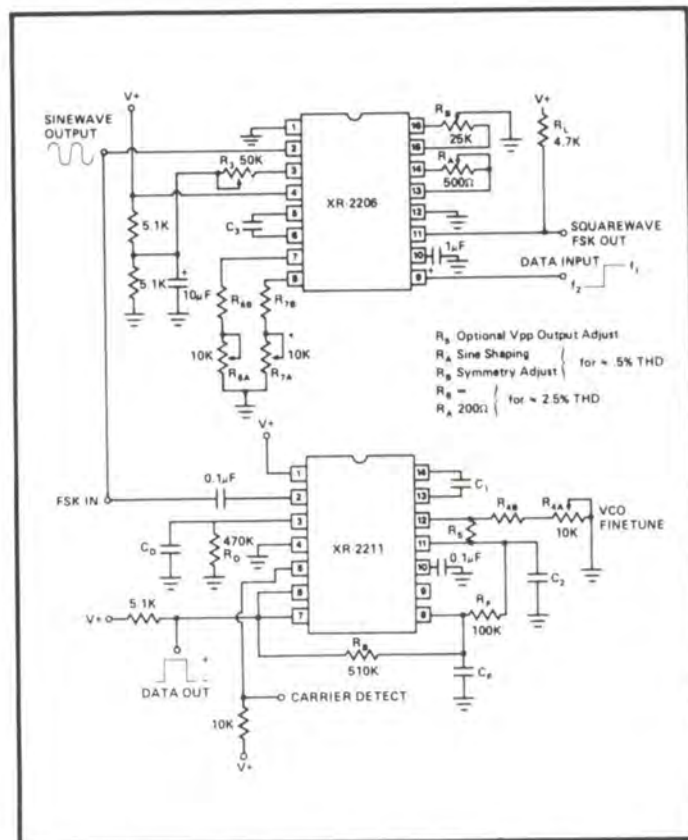 V+
SINEWAVE
OUTPUT
R3 50K
5.1K
5.1K
10μF
C3
R6B
R7B
10K
10K
R6A
R7A
+
+
1
2
3
4
5
6
7
8
XR-2206
16
15
14
13
12
11
10
9
RB
25K
RA
500Ω
V+
RL
4.7K
SQUAREWAVE
FSK OUT
1μF
+
DATA INPUT
f1
f2
Optional Vpp Output Adjust
RA Sine Shaping
RB Symmetry Adjust
for ≈ .5% THD
RB =
RA 200Ω
for ≈ 2.5% THD
V+
0.1μF
FSK IN
470K
CD
RD
1
2
3
4
5
6
7
XR-2211
14
13
12
11
10
9
8
C1
R4B
R4A
10K
VCO
FINETUNE
R5
0.1μF
C2
RF
100K
5.1K
V+
RB
510K
CF
DATA OUT
+
-
CARRIER DETECT
10K
V+